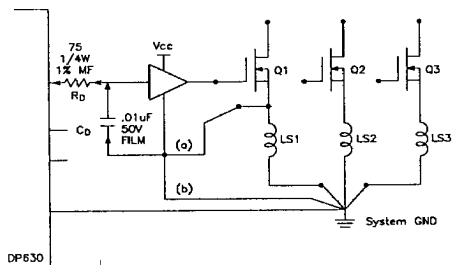 75
1/4W
1% MF
RD
Vcc
Q1
Q2
Q3
CD
.01uF
50V
FILM
(a)
LS1
LS2
LS3
(b)
System GND
DP630